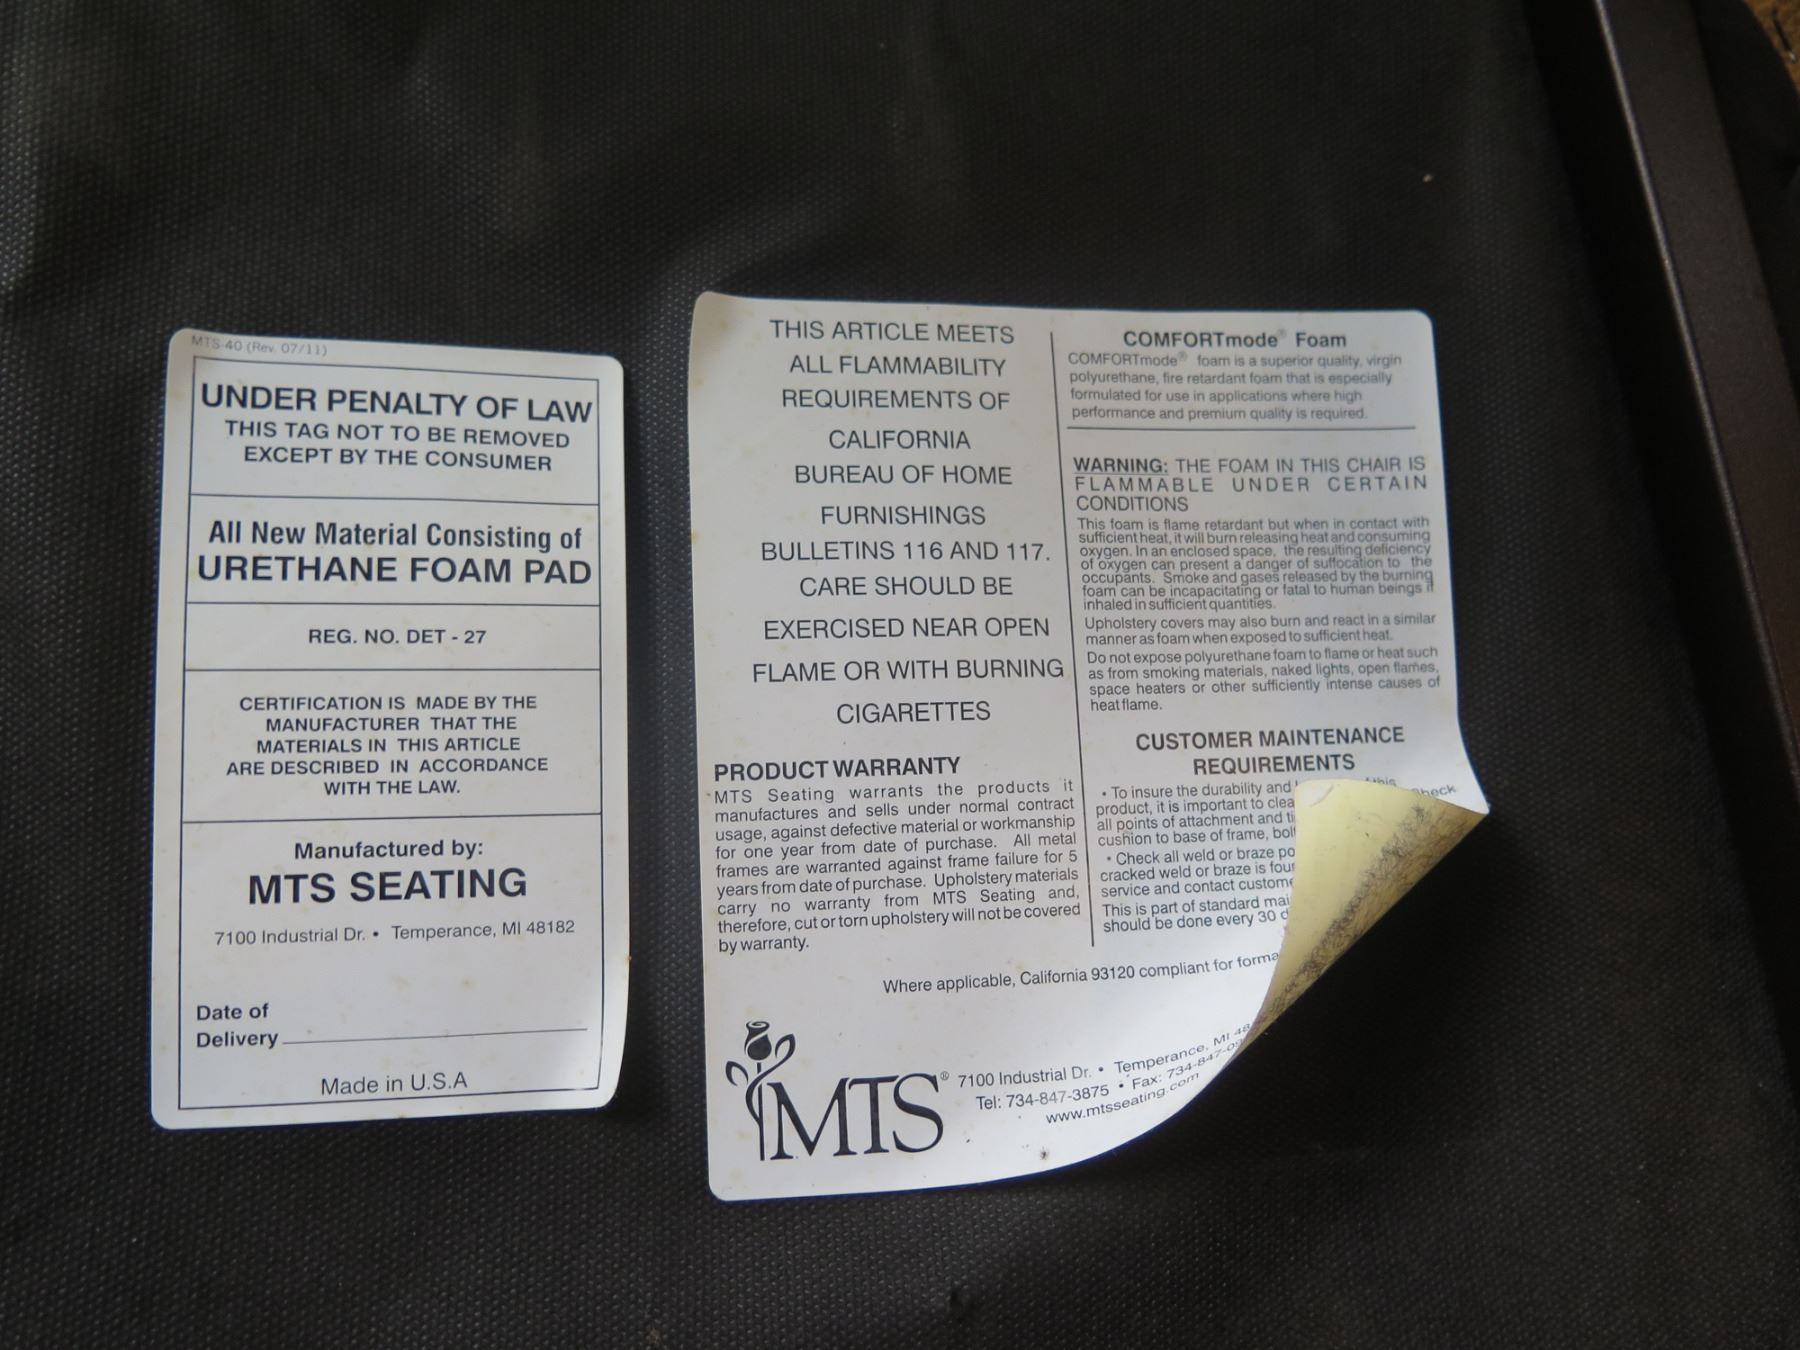 MTS-40 (Rev. 07/11)
UNDER PENALTY OF LAW
THIS TAG NOT TO BE REMOVED
EXCEPT BY THE CONSUMER
All New Material Consisting of
URETHANE FOAM PAD
REG. NO. DET - 27
CERTIFICATION IS MADE BY THE
MANUFACTURER THAT THE
MATERIALS IN THIS ARTICLE
ARE DESCRIBED IN ACCORDANCE
WITH THE LAW.
Manufactured by:
MTS SEATING
7100 Industrial Dr. • Temperance, MI 48182
Date of
Delivery
Made in U.S.A
THIS ARTICLE MEETS
ALL FLAMMABILITY
REQUIREMENTS OF
CALIFORNIA
BUREAU OF HOME
FURNISHINGS
BULLETINS 116 AND 117.
CARE SHOULD BE
EXERCISED NEAR OPEN
FLAME OR WITH BURNING
CIGARETTES
PRODUCT WARRANTY
MTS Seating warrants the products it
manufactures and sells under normal contract
usage, against defective material or workmanship
for one year from date of purchase. All metal
frames are warranted against frame failure for 5
years from date of purchase. Upholstery materials
carry no warranty from MTS Seating and,
therefore, cut or torn upholstery will not be covered
by warranty.
COMFORTmode® Foam
COMFORTmode® foam is a superior quality, virgin
polyurethane, fire retardant foam that is especially
formulated for use in applications where high
performance and premium quality is required.
WARNING: THE FOAM IN THIS CHAIR IS
FLAMMABLE UNDER CERTAIN
CONDITIONS
This foam is flame retardant but when in contact with
sufficient heat, it will burn releasing heat and consuming
oxygen. In an enclosed space, the resulting deficiency
of oxygen can present a danger of suffocation to the
occupants. Smoke and gases released by the burning
foam can be incapacitating or fatal to human beings if
inhaled in sufficient quantities.
Upholstery covers may also burn and react in a similar
manner as foam when exposed to sufficient heat.
Do not expose polyurethane foam to flame or heat such
as from smoking materials, naked lights, open flames,
space heaters or other sufficiently intense causes of
heat flame.
CUSTOMER MAINTENANCE
REQUIREMENTS
• To insure the durability and this
product, it is important to clea Check
all points of attachment and
cushion to base of frame,
• Check all weld or braze
cracked weld or braze is
service and contact
This is part of standard
should be done every 30
Where applicable, California 93120 compliant for
MTS® 7100 Industrial Dr. • Temperance, MI
Tel: 734-847-3875 • Fax: 734-847-
www.mtsseating.com